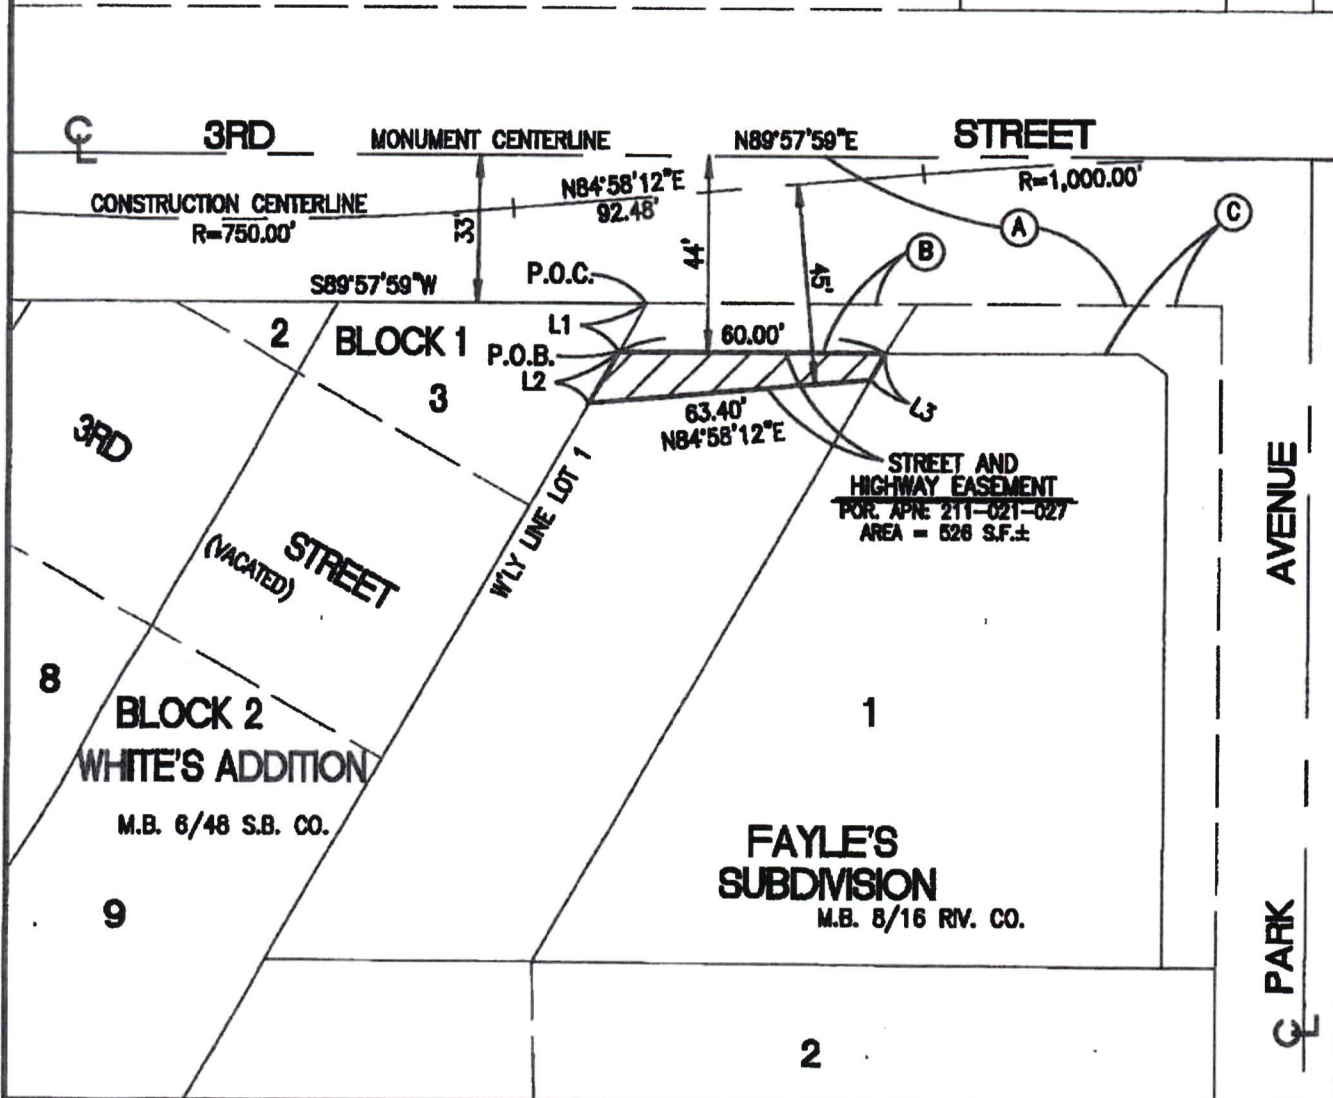 ℄
3RD
MONUMENT CENTERLINE
N89°57'59"E
STREET
CONSTRUCTION CENTERLINE
R=750.00'
N84°58'12"E
92.48'
R=1,000.00'
33'
44'
45'
A
B
C
S89°57'59"W
P.O.C.
L1
P.O.B.
L2
60.00'
2
BLOCK 1
3
63.40'
N84°58'12"E
L3
3RD
STREET
(VACATED)
W'LY LINE LOT 1
STREET AND
HIGHWAY EASEMENT
POR. APN: 211-021-027
AREA = 526 S.F.±
AVENUE
8
BLOCK 2
WHITE'S ADDITION
M.B. 6/48 S.B. CO.
1
FAYLE'S
SUBDIVISION
M.B. 8/16 RIV. CO.
9
PARK
℄
2